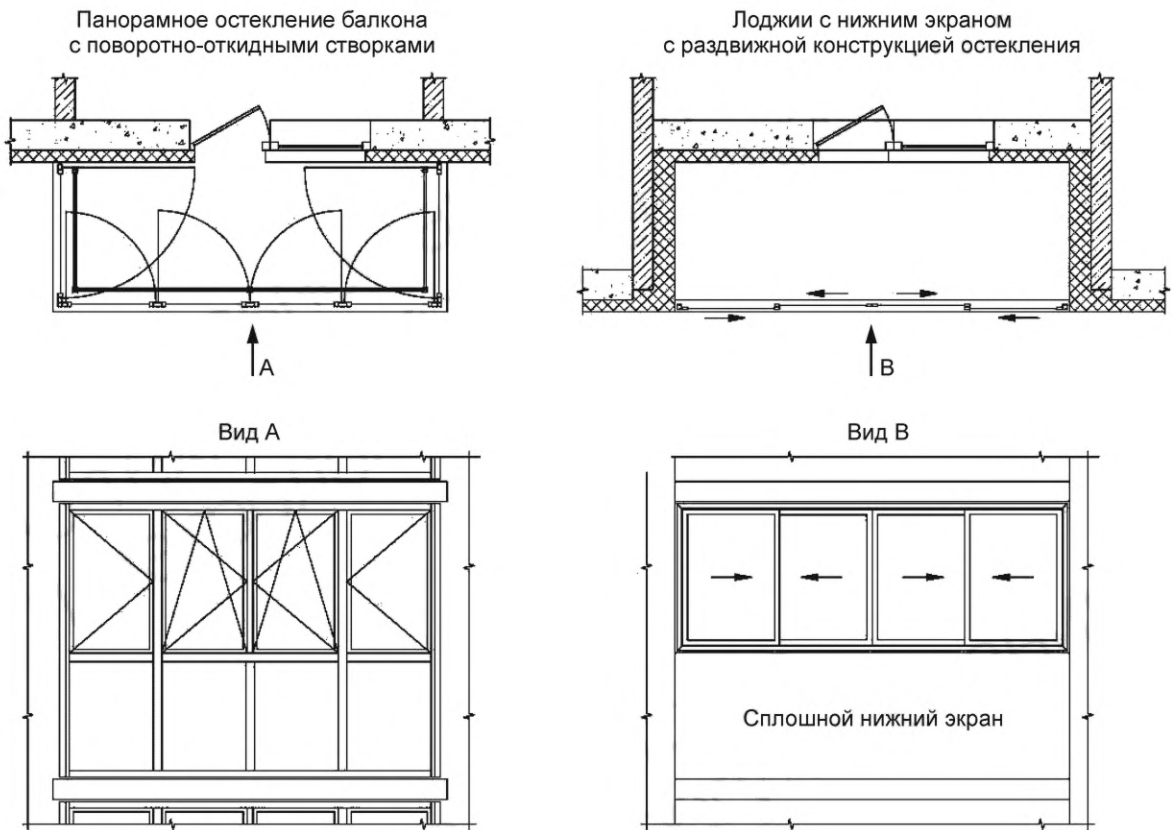 Панорамное остекление балкона
с поворотно-откидными створками
Лоджии с нижним экраном
с раздвижной конструкцией остекления
А
В
Вид А
Вид В
Сплошной нижний экран